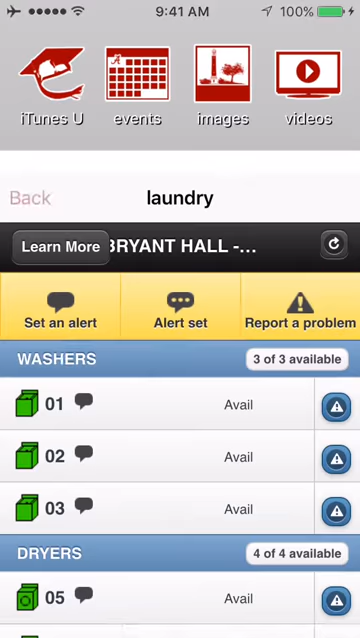 9:41 AM
100%
iTunes U
events
images
videos
Back
laundry
Learn More
BRYANT HALL -...
Set an alert
Alert set
Report a problem
WASHERS
3 of 3 available
01
Avail
02
Avail
03
Avail
DRYERS
4 of 4 available
05
Avail